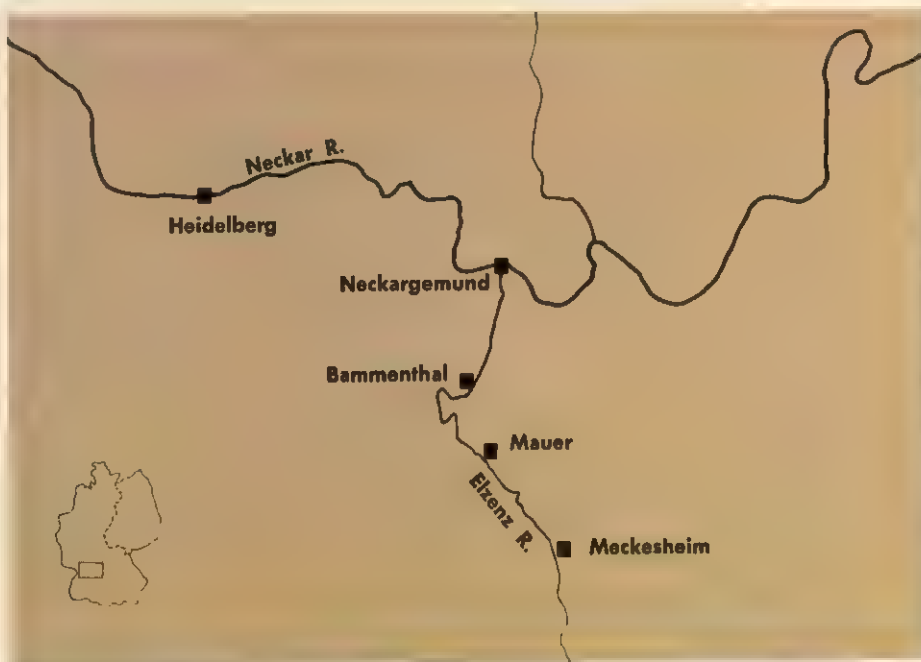 Neckar R.
Heidelberg
Neckargemund
Bammenthal
Mauer
Elzenz R.
Meckesheim